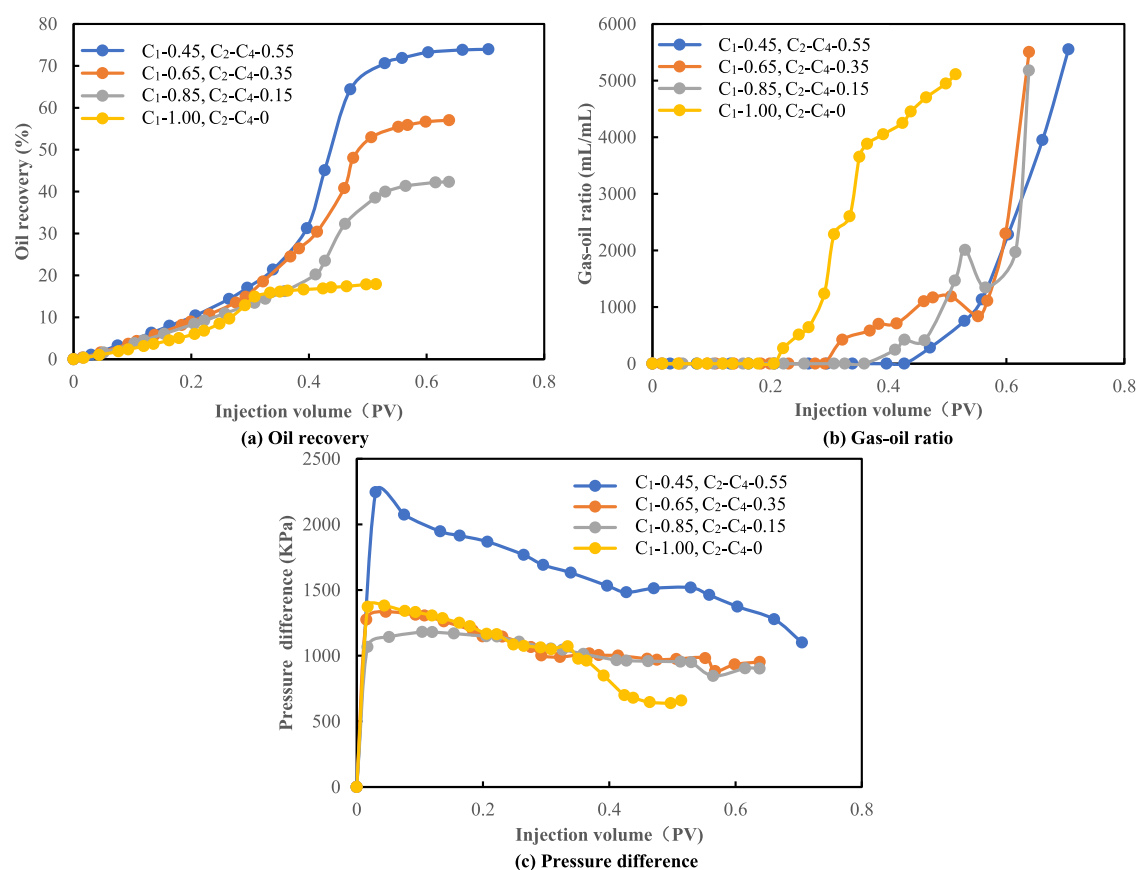 80
70
60
50
40
30
20
10
0
Oil recovery (%)
C₁-0.45, C₂-C₄-0.55
C₁-0.65, C₂-C₄-0.35
C₁-0.85, C₂-C₄-0.15
C₁-1.00, C₂-C₄-0
0 0.2 0.4 0.6 0.8
Injection volume（PV)
(a) Oil recovery
6000
5000
4000
3000
2000
1000
0
Gas-oil ratio (mL/mL)
C₁-0.45, C₂-C₄-0.55
C₁-0.65, C₂-C₄-0.35
C₁-0.85, C₂-C₄-0.15
C₁-1.00, C₂-C₄-0
0 0.2 0.4 0.6 0.8
Injection volume（PV)
(b) Gas-oil ratio
2500
2000
1500
1000
500
0
Pressure difference (KPa)
C₁-0.45, C₂-C₄-0.55
C₁-0.65, C₂-C₄-0.35
C₁-0.85, C₂-C₄-0.15
C₁-1.00, C₂-C₄-0
0 0.2 0.4 0.6 0.8
Injection volume（PV)
(c) Pressure difference